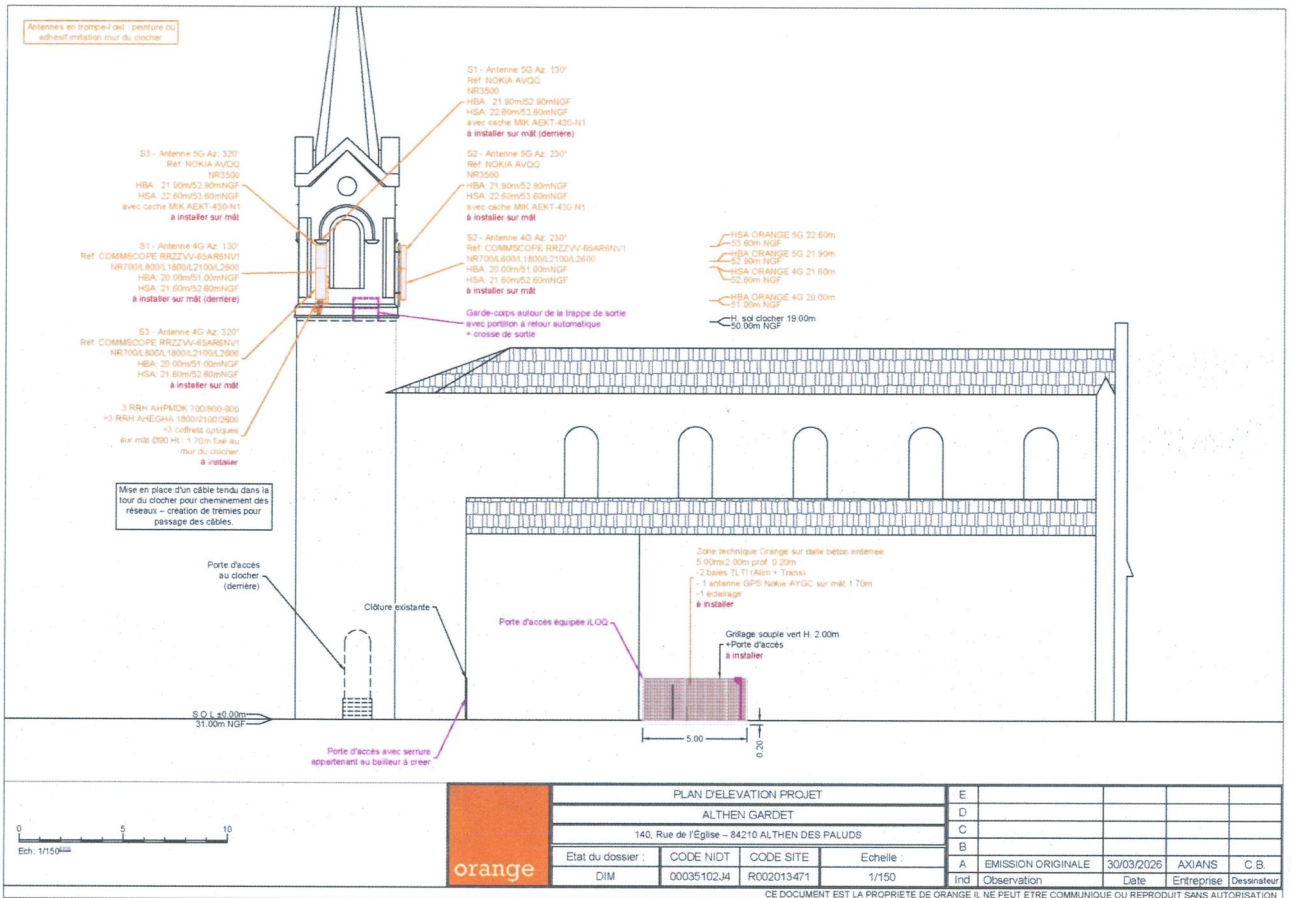 Antennes en trompe-l'œil : peinture ou
adhésif imitation mur du clocher
S1 - Antenne 5G Az: 130°
Réf: NOKIA AVQQ
NR3500
HBA: 21.90m/52.90mNGF
HSA: 22.60m/53.60mNGF
avec cache MIK AEKT-430-N1
à installer sur mât (derrière)
S3 - Antenne 5G Az: 320°
Réf: NOKIA AVQQ
NR3500
HBA: 21.90m/52.90mNGF
HSA: 22.60m/53.60mNGF
avec cache MIK AEKT-430-N1
à installer sur mât
S2 - Antenne 5G Az: 230°
Réf: NOKIA AVQQ
NR3500
HBA: 21.90m/52.90mNGF
HSA: 22.60m/53.60mNGF
avec cache MIK AEKT-430-N1
à installer sur mât
S1 - Antenne 4G Az: 130°
Réf: COMMSCOPE RRZZVV-65AR6NV1
NR700/L800/L1800/L2100/L2600
HBA: 20.00m/51.00mNGF
HSA: 21.60m/52.60mNGF
à installer sur mât (derrière)
S2 - Antenne 4G Az: 230°
Réf: COMMSCOPE RRZZVV-65AR6NV1
NR700/L800/L1800/L2100/L2600
HBA: 20.00m/51.00mNGF
HSA: 21.60m/52.60mNGF
à installer sur mât
HSA ORANGE 5G 22.60m
53.60m NGF
HBA ORANGE 5G 21.90m
52.90m NGF
HSA ORANGE 4G 21.60m
52.60m NGF
HBA ORANGE 4G 20.00m
51.00m NGF
H. sol clocher 19.00m
50.00m NGF
Garde-corps autour de la trappe de sortie
avec portillon à retour automatique
+ crosse de sortie
S3 - Antenne 4G Az: 320°
Réf: COMMSCOPE RRZZVV-65AR6NV1
NR700/L800/L1800/L2100/L2600
HBA: 20.00m/51.00mNGF
HSA: 21.60m/52.60mNGF
à installer sur mât
3 RRH AHPMDK 700/800-900
+3 RRH AHEGHA 1800/2100/2600
+3 coffrets optiques
sur mât Ø90 Ht.: 1.70m fixé au
mur du clocher
à installer
Mise en place d'un câble tendu dans la
tour du clocher pour cheminement des
réseaux – création de trémies pour
passage des câbles.
Porte d'accès
au clocher
(derrière)
Clôture existante
Zone technique Orange sur dalle béton enterrée
5.00mx2.00m prof. 0.20m
-2 baies TLTI (Alim + Trans)
- 1 antenne GPS Nokia AYGC sur mât 1.70m
-1 éclairage
à installer
Porte d'accès équipée iLOQ
Grillage souple vert H. 2.00m
+Porte d'accès
à installer
S O L ±0.00m
31.00m NGF
5.00
0.20
Porte d'accès avec serrure
appartenant au bailleur à créer
0 5 10
Ech: 1/150ème
orange
PLAN D'ELEVATION PROJET
ALTHEN GARDET
140, Rue de l'Église – 84210 ALTHEN DES PALUDS
Etat du dossier : CODE NIDT CODE SITE Echelle :
DIM 00035102J4 R002013471 1/150
E
D
C
B
A EMISSION ORIGINALE 30/03/2026 AXIANS C.B.
Ind Observation Date Entreprise Dessinateur
CE DOCUMENT EST LA PROPRIETE DE ORANGE IL NE PEUT ETRE COMMUNIQUE OU REPRODUIT SANS AUTORISATION